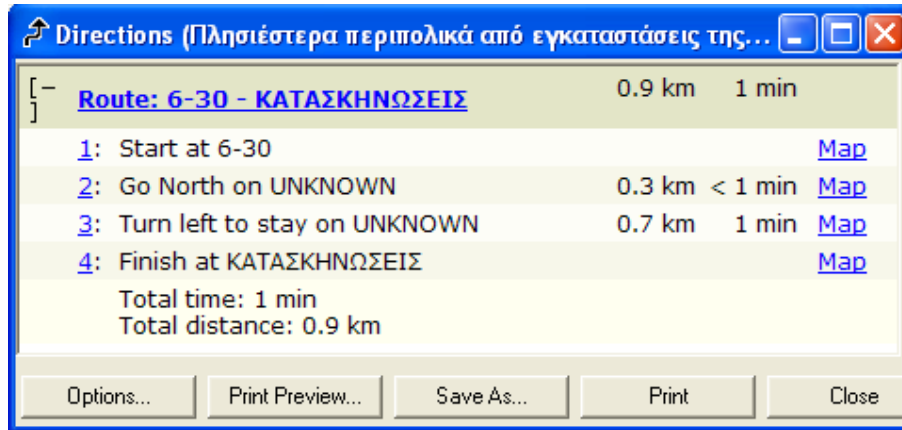 Directions (Πλησιέστερα περιπολικά από εγκαταστάσεις της...
[-] Route: 6-30 - ΚΑΤΑΣΚΗΝΩΣΕΙΣ 0.9 km 1 min
1: Start at 6-30 Map
2: Go North on UNKNOWN 0.3 km < 1 min Map
3: Turn left to stay on UNKNOWN 0.7 km 1 min Map
4: Finish at ΚΑΤΑΣΚΗΝΩΣΕΙΣ Map
Total time: 1 min
Total distance: 0.9 km
Options... Print Preview... Save As... Print Close